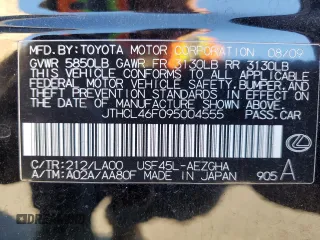 MFD.BY:TOYOTA MOTOR CORPORATION 08/09
GVWR 5850LB GAWR FR 3130LB RR 3130LB
THIS VEHICLE CONFORMS TO ALL APPLICABLE
FEDERAL MOTOR VEHICLE SAFETY, BUMPER, AND
THEFT PREVENTION STANDARDS IN EFFECT ON
THE DATE OF MANUFACTURE SHOWN ABOVE.
JTHCL46F095004555 PASS.CAR
C/TR:212/LA00 USF45L-AEZGHA
A/TM:A02A/AA80F MADE IN JAPAN 905 A